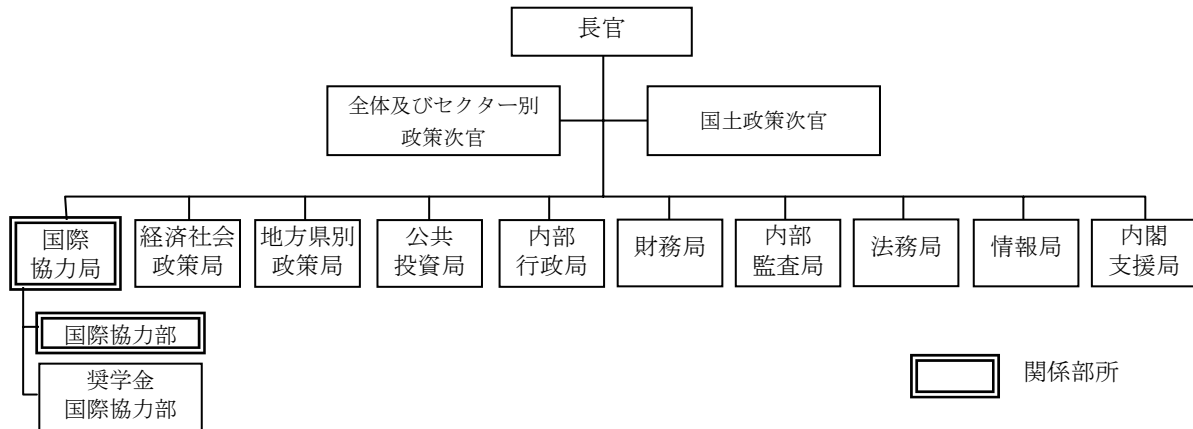 長官
全体及びセクター別
政策次官
国土政策次官
国際
協力局
経済社会
政策局
地方県別
政策局
公共
投資局
内部
行政局
財務局
内部
監査局
法務局
情報局
内閣
支援局
国際協力部
奨学金
国際協力部
関係部所